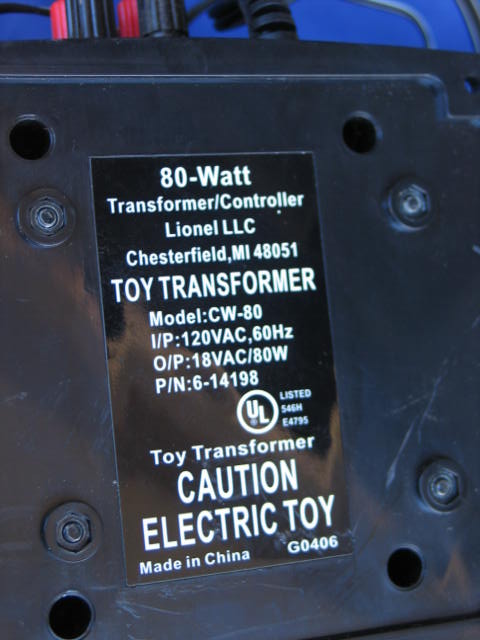 80-Watt
Transformer/Controller
Lionel LLC
Chesterfield,MI 48051
TOY TRANSFORMER
Model:CW-80
I/P:120VAC,60Hz
O/P:18VAC/80W
P/N:6-14198
UL
LISTED
546H
E4795
Toy Transformer
CAUTION
ELECTRIC TOY
Made in China G0406